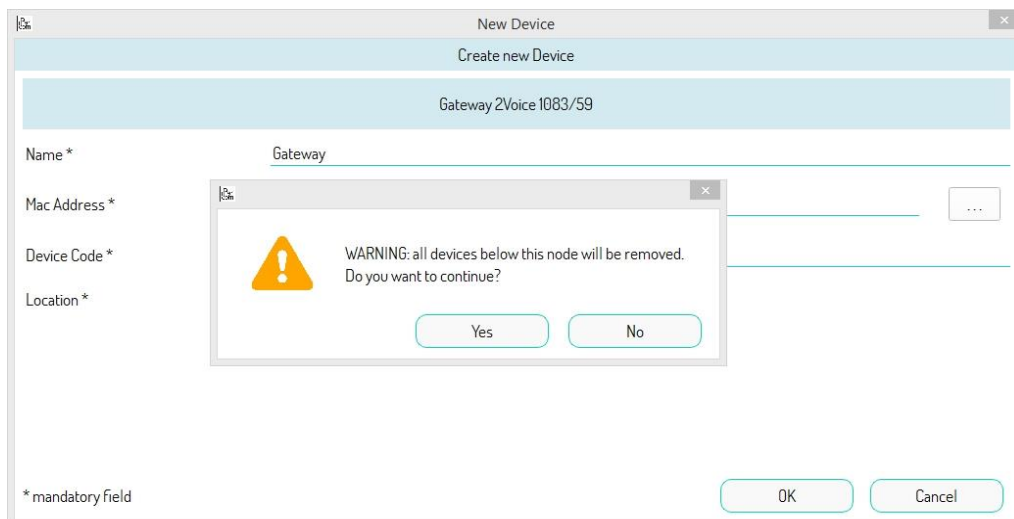 New Device
Create new Device
Gateway 2Voice 1083/59
Name * Gateway
Mac Address * ...
Device Code *
Location *
WARNING: all devices below this node will be removed.
Do you want to continue?
Yes No
* mandatory field OK Cancel